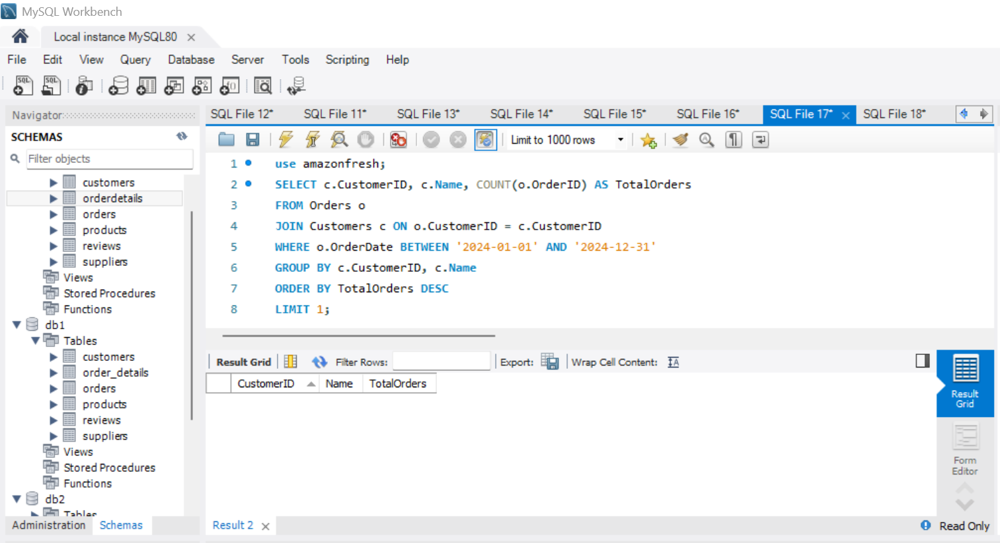 MySQL Workbench
Local instance MySQL80
File Edit View Query Database Server Tools Scripting Help
Navigator
SCHEMAS
Filter objects
customers
orderdetails
orders
products
reviews
suppliers
Views
Stored Procedures
Functions
db1
Tables
customers
order_details
orders
products
reviews
suppliers
Views
Stored Procedures
Functions
db2
Tables
Administration Schemas
SQL File 12* SQL File 11* SQL File 13* SQL File 14* SQL File 15* SQL File 16* SQL File 17* SQL File 18*
Limit to 1000 rows
1 use amazonfresh;
2 SELECT c.CustomerID, c.Name, COUNT(o.OrderID) AS TotalOrders
3 FROM Orders o
4 JOIN Customers c ON o.CustomerID = c.CustomerID
5 WHERE o.OrderDate BETWEEN '2024-01-01' AND '2024-12-31'
6 GROUP BY c.CustomerID, c.Name
7 ORDER BY TotalOrders DESC
8 LIMIT 1;
Result Grid Filter Rows: Export: Wrap Cell Content:
CustomerID Name TotalOrders
Result
Grid
Form
Editor
Result 2
Read Only